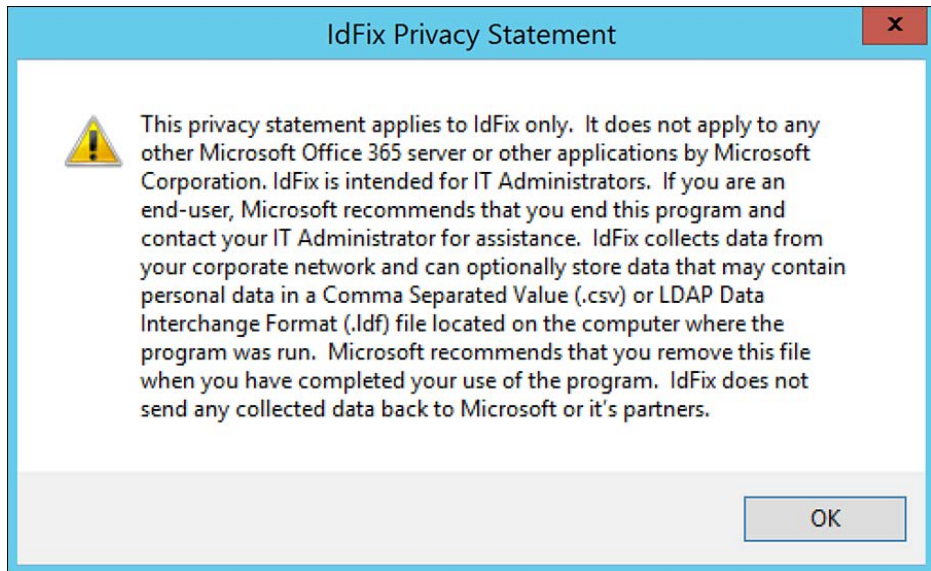 IdFix Privacy Statement
x
This privacy statement applies to IdFix only.  It does not apply to any
other Microsoft Office 365 server or other applications by Microsoft
Corporation. IdFix is intended for IT Administrators.  If you are an
end-user, Microsoft recommends that you end this program and
contact your IT Administrator for assistance.  IdFix collects data from
your corporate network and can optionally store data that may contain
personal data in a Comma Separated Value (.csv) or LDAP Data
Interchange Format (.ldf) file located on the computer where the
program was run.  Microsoft recommends that you remove this file
when you have completed your use of the program.  IdFix does not
send any collected data back to Microsoft or it's partners.
OK